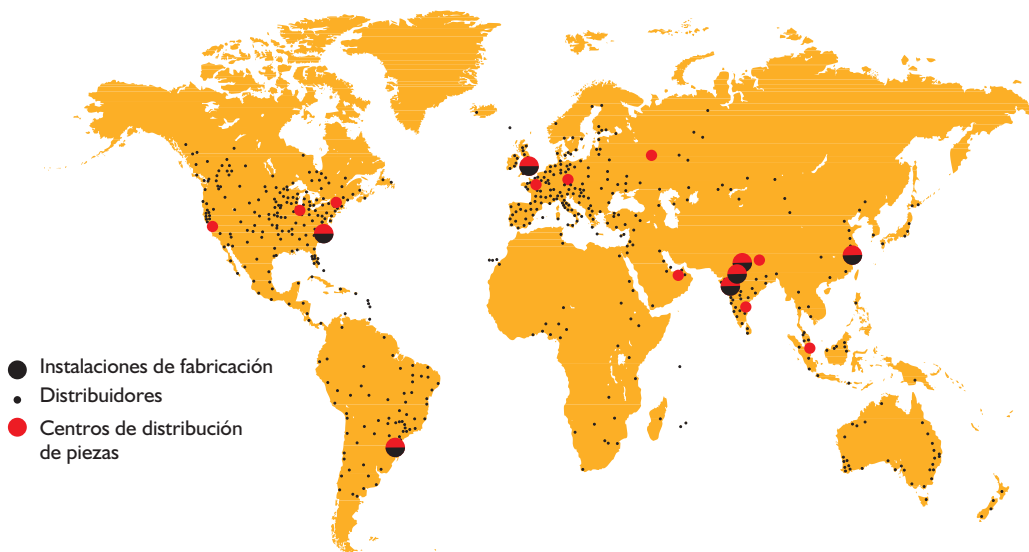 Instalaciones de fabricación
Distribuidores
Centros de distribución
de piezas